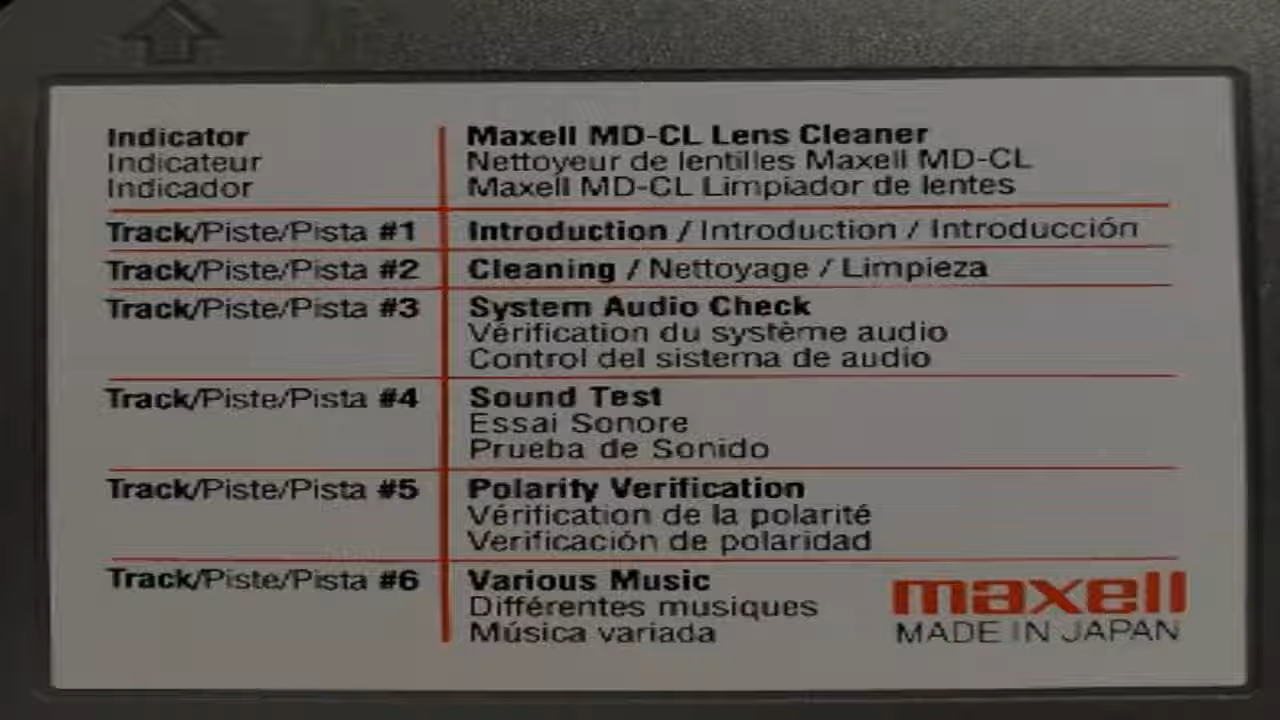 Indicator
Indicateur
Indicador
Maxell MD-CL Lens Cleaner
Nettoyeur de lentilles Maxell MD-CL
Maxell MD-CL Limpiador de lentes
Track/Piste/Pista #1 Introduction / Introduction / Introducción
Track/Piste/Pista #2 Cleaning / Nettoyage / Limpieza
Track/Piste/Pista #3 System Audio Check
Vérification du système audio
Control del sistema de audio
Track/Piste/Pista #4 Sound Test
Essai Sonore
Prueba de Sonido
Track/Piste/Pista #5 Polarity Verification
Vérification de la polarité
Verificación de polaridad
Track/Piste/Pista #6 Various Music
Différentes musiques
Música variada
maxell
MADE IN JAPAN